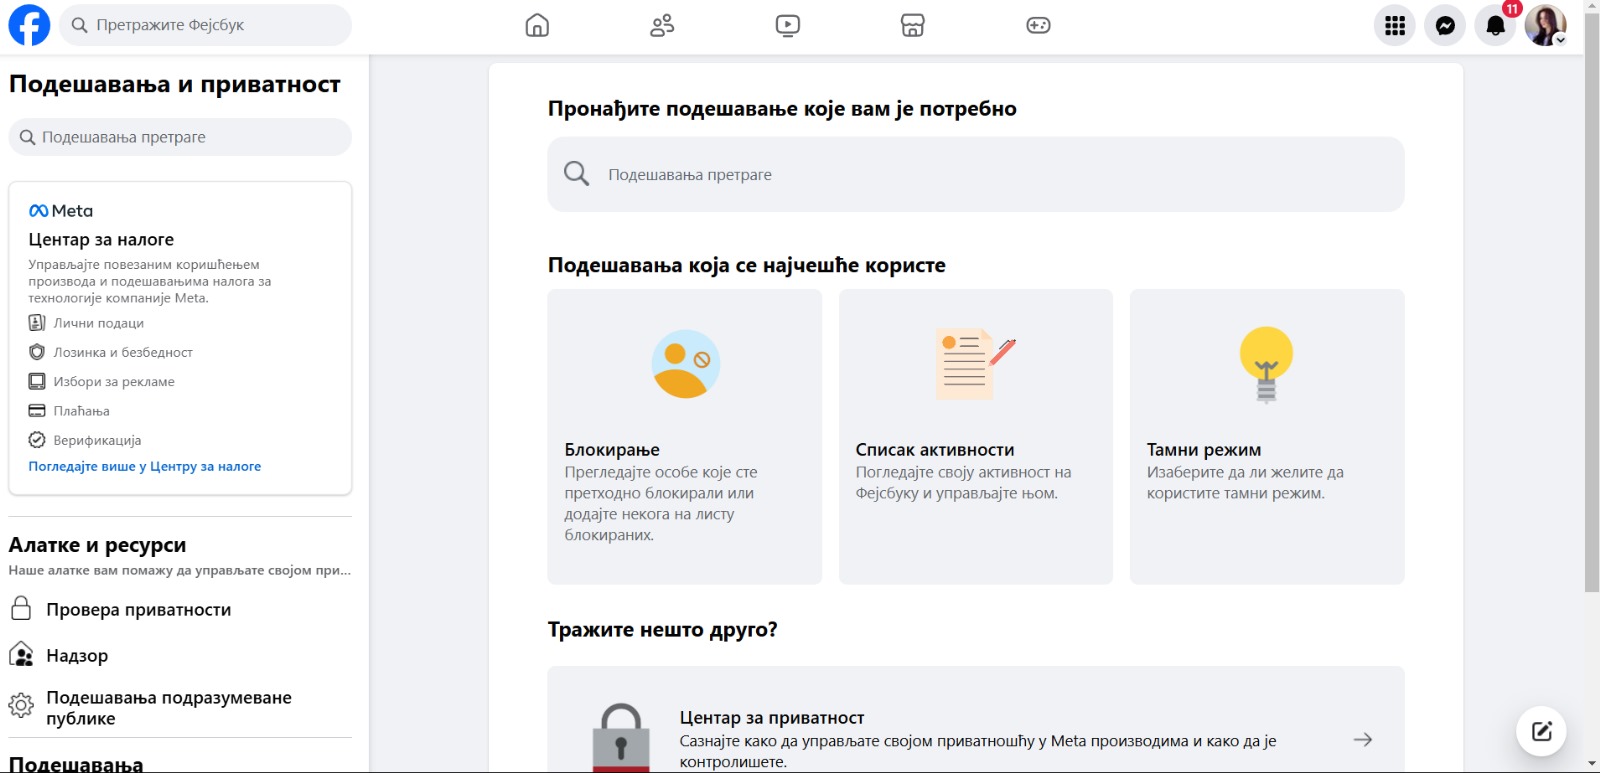 Претражите Фејсбук
11
Подешавања и приватност
Подешавања претраге
Meta
Центар за налоге
Управљајте повезаним коришћењем
производа и подешавањима налога за
технологије компаније Meta.
Лични подаци
Лозинка и безбедност
Избори за рекламе
Плаћања
Верификација
Погледајте више у Центру за налоге
Алатке и ресурси
Наше алатке вам помажу да управљате својом при...
Провера приватности
Надзор
Подешавања подразумеване
публике
Подешавања
Пронађите подешавање које вам је потребно
Подешавања претраге
Подешавања која се најчешће користе
Блокирање
Прегледајте особе које сте
претходно блокирали или
додајте некога на листу
блокираних.
Списак активности
Погледајте своју активност на
Фејсбуку и управљајте њом.
Тамни режим
Изаберите да ли желите да
користите тамни режим.
Тражите нешто друго?
Центар за приватност
Сазнајте како да управљате својом приватношћу у Meta производима и како да је
контролишете.